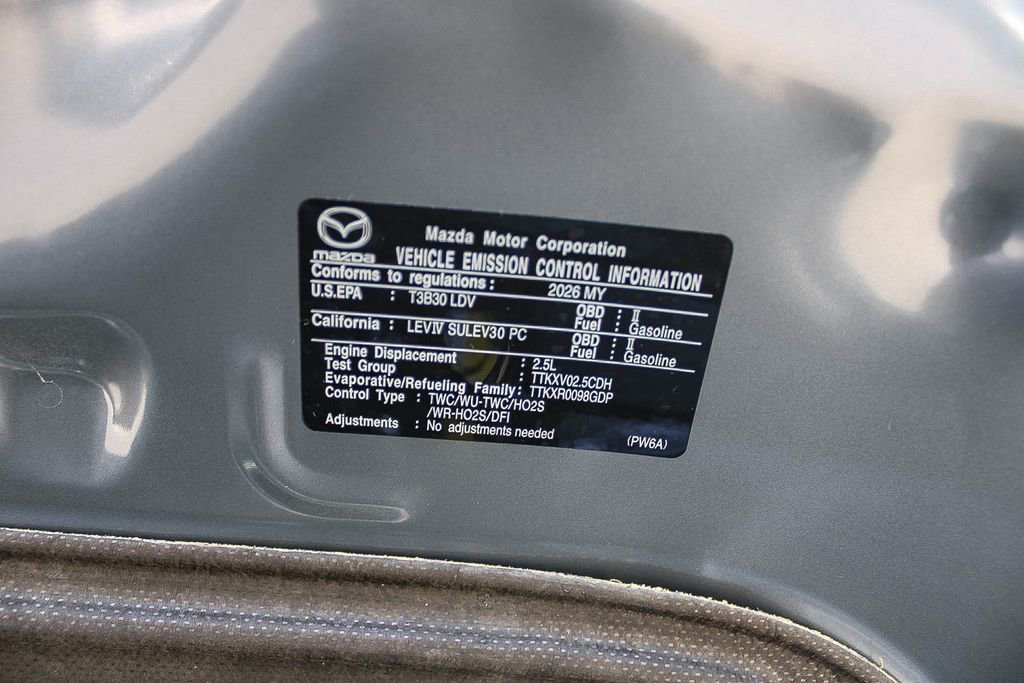 mazda
Mazda Motor Corporation
VEHICLE EMISSION CONTROL INFORMATION
Conforms to regulations : 2026 MY
U.S.EPA : T3B30 LDV OBD : II
Fuel : Gasoline
California : LEVIV SULEV30 PC OBD : II
Fuel : Gasoline
Engine Displacement : 2.5L
Test Group : TTKXV02.5CDH
Evaporative/Refueling Family : TTKXR0098GDP
Control Type : TWC/WU-TWC/HO2S
/WR-HO2S/DFI
Adjustments : No adjustments needed
(PW6A)